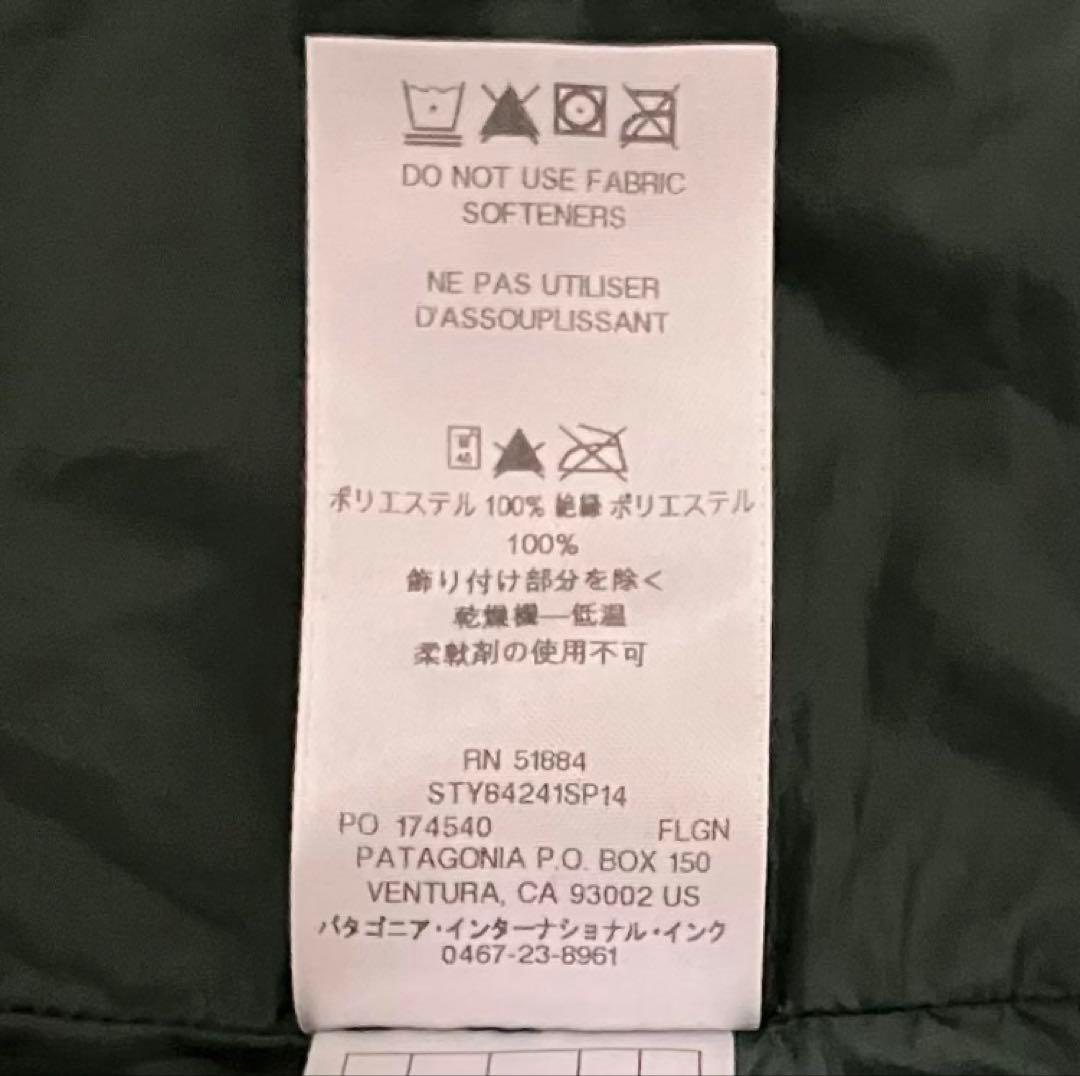 DO NOT USE FABRIC
SOFTENERS
NE PAS UTILISER
D'ASSOUPLISSANT
40
ポリエステル 100% 絶縁 ポリエステル
100%
飾り付け部分を除く
乾燥機—低温
柔軟剤の使用不可
RN 51884
STY84241SP14
PO 174540 FLGN
PATAGONIA P.O. BOX 150
VENTURA, CA 93002 US
パタゴニア・インターナショナル・インク
0467-23-8961